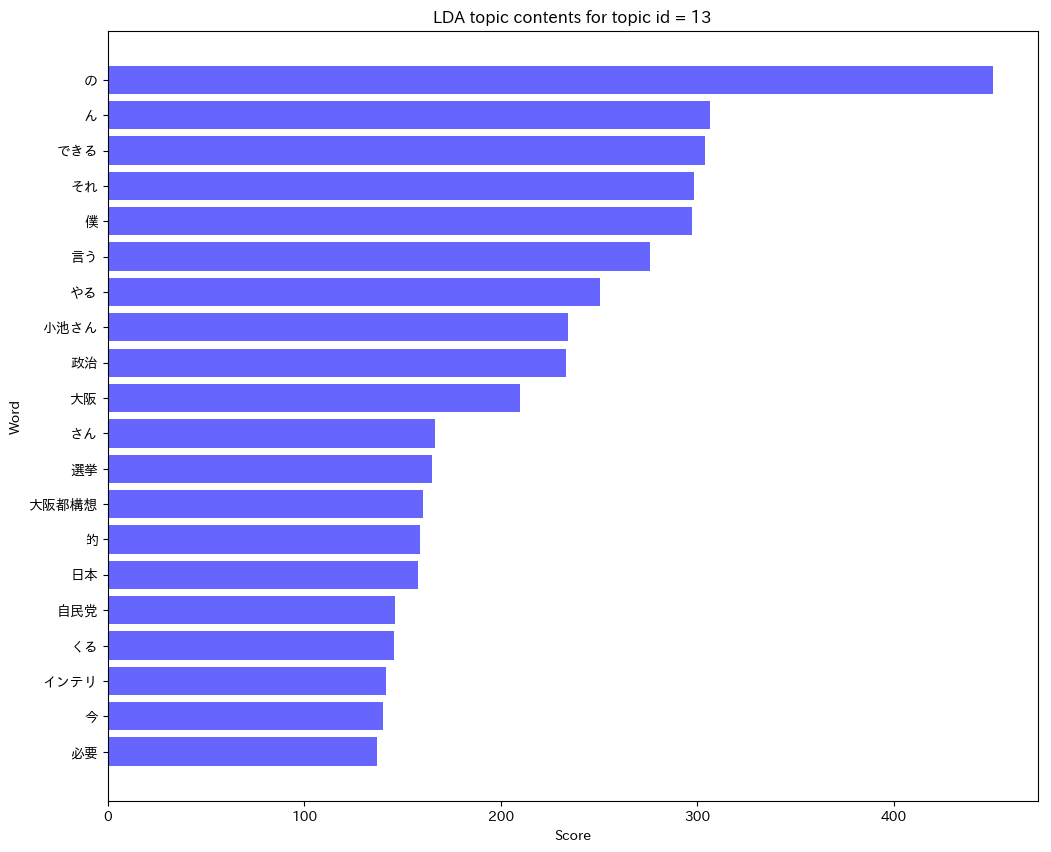 LDA topic contents for topic id = 13
の
ん
できる
それ
僕
言う
やる
小池さん
政治
大阪
さん
選挙
大阪都構想
的
日本
自民党
くる
インテリ
今
必要
Word
0 100 200 300 400
Score